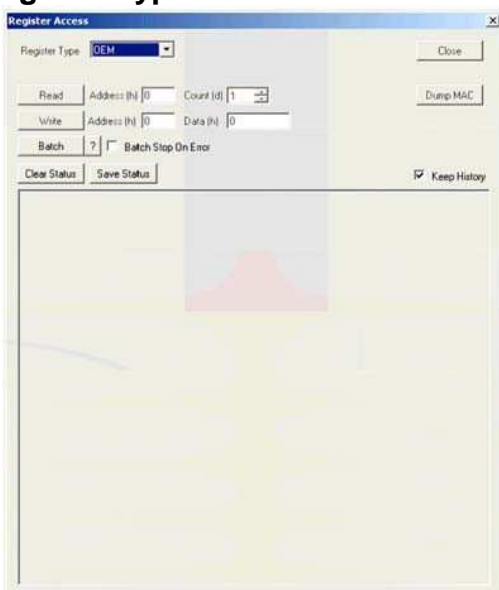 Register Access
Register Type OEM Close
Read Address (h) 0 Count (d) 1 Dump MAC
Write Address (h) 0 Data (h) 0
Batch ? Batch Stop On Error
Clear Status Save Status Keep History